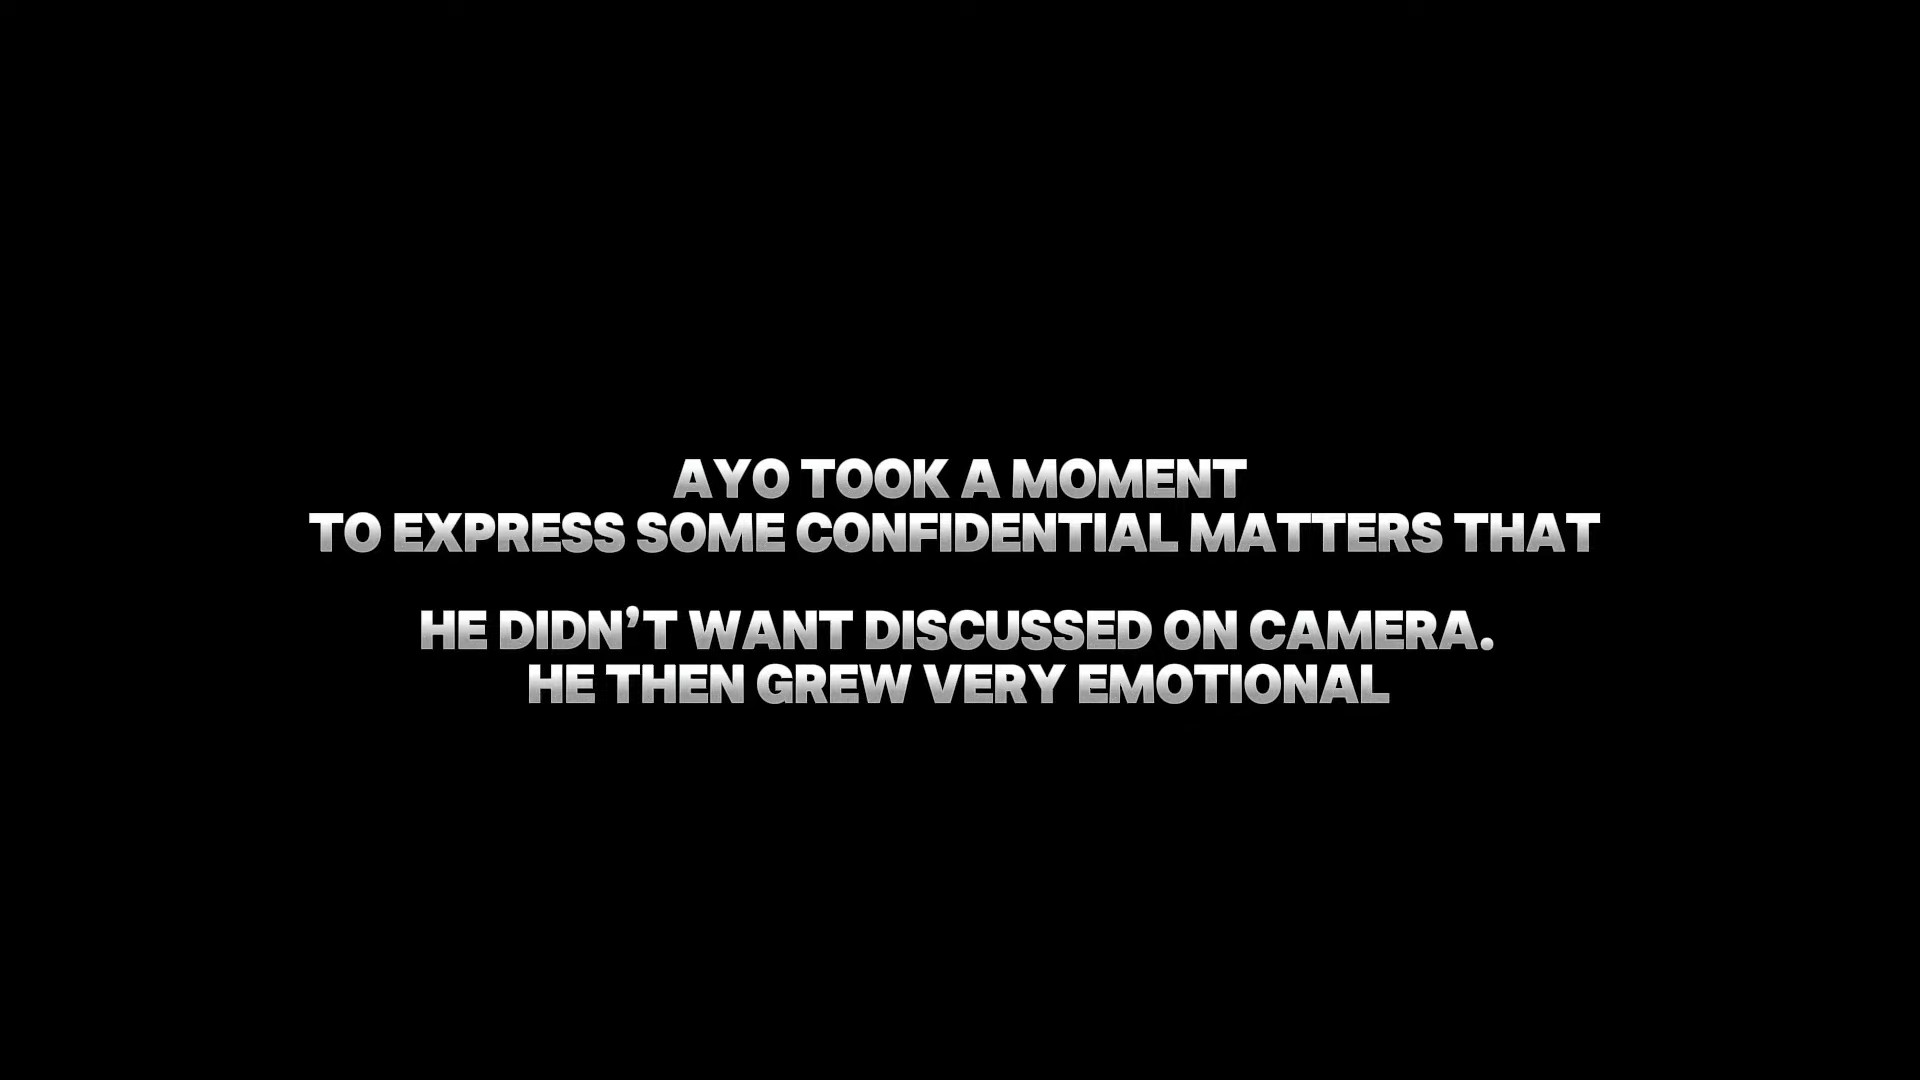 AYO TOOK A MOMENT
TO EXPRESS SOME CONFIDENTIAL MATTERS THAT
HE DIDN’T WANT DISCUSSED ON CAMERA.
HE THEN GREW VERY EMOTIONAL